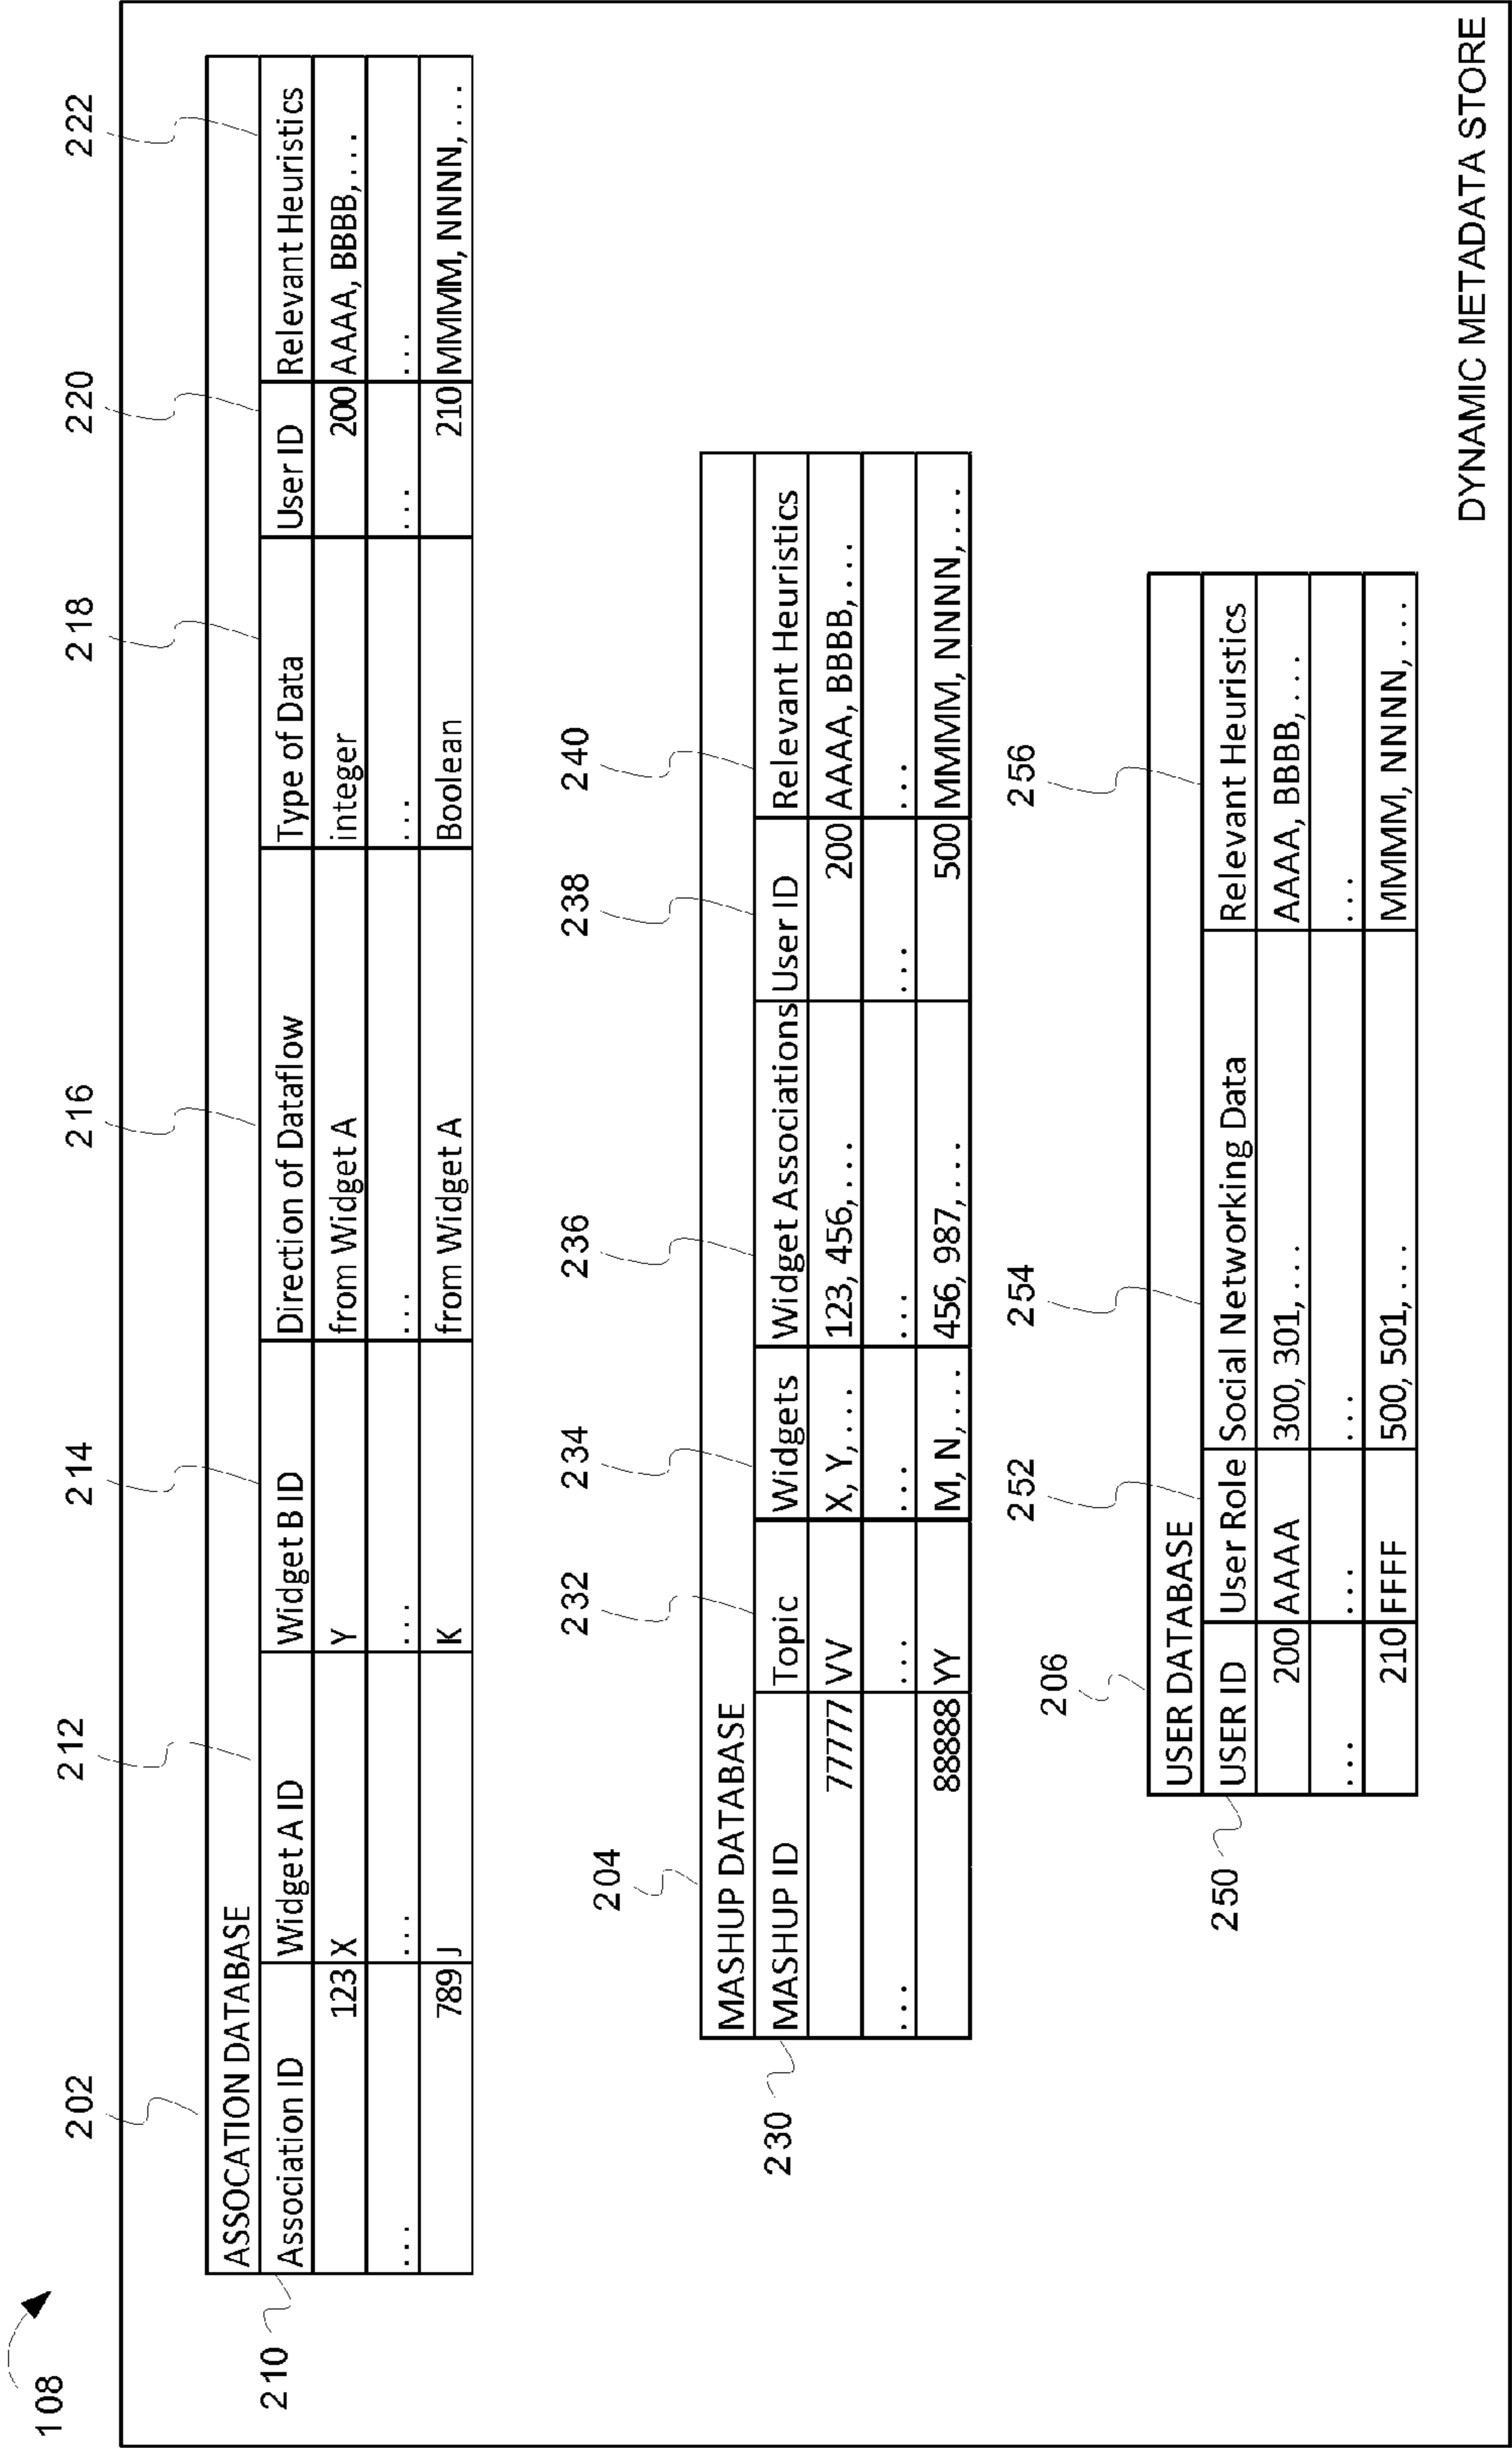 108
202 212 214 216 218 220 222
ASSOCATION DATABASE
210
Association ID Widget A ID Widget B ID Direction of Dataflow Type of Data User ID Relevant Heuristics
123 X Y from Widget A integer 200 AAAA, BBBB,...
... ... ... ... ... ... ...
789 J K from Widget A Boolean 210 MMMM, NNNN,...
204 232 234 236 238 240
MASHUP DATABASE
230
MASHUP ID Topic Widgets Widget Associations User ID Relevant Heuristics
77777 VV X, Y,... 123, 456,... 200 AAAA, BBBB,...
... ... ... ... ... ...
88888 YY M, N,... 456, 987,... 500 MMMM, NNNN,...
206 252 254 256
USER DATABASE
250
USER ID User Role Social Networking Data Relevant Heuristics
200 AAAA 300, 301,... AAAA, BBBB,...
... ... ... ...
210 FFFF 500, 501,... MMMM, NNNN,...
DYNAMIC METADATA STORE